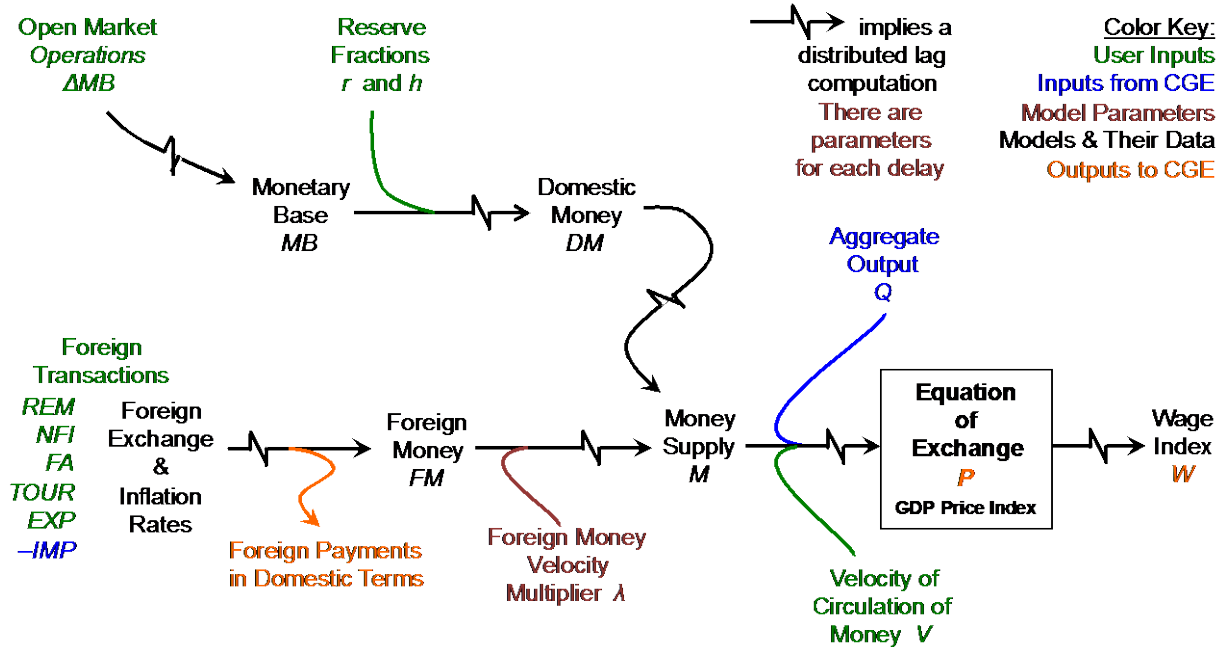 Open Market
Operations
ΔMB
Reserve
Fractions
r and h
implies a
distributed lag
computation
There are
parameters
for each delay
Color Key:
User Inputs
Inputs from CGE
Model Parameters
Models & Their Data
Outputs to CGE
Monetary
Base
MB
Domestic
Money
DM
Aggregate
Output
Q
Foreign
Transactions
REM
NFI
FA
TOUR
EXP
–IMP
Foreign
Exchange
&
Inflation
Rates
Foreign
Money
FM
Money
Supply
M
Equation
of
Exchange
P
GDP Price Index
Wage
Index
W
Foreign Payments
in Domestic Terms
Foreign Money
Velocity
Multiplier λ
Velocity of
Circulation of
Money V